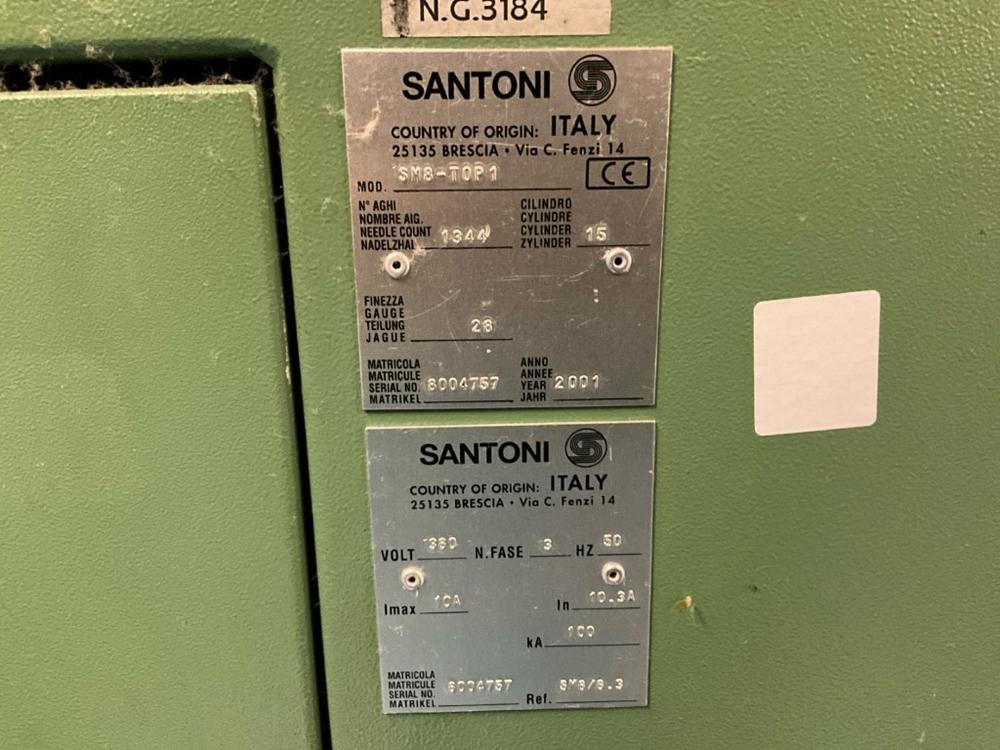 N.G.3184
SANTONI
COUNTRY OF ORIGIN: ITALY
25135 BRESCIA • Via C. Fenzi 14
MOD. SM8-TOP1
CE
N° AGHI
NOMBRE AIG.
NEEDLE COUNT 1344
NADELZHAL
CILINDRO
CYLINDRE
CYLINDER 15
ZYLINDER
FINEZZA
GAUGE
TEILUNG 28
JAGUE
MATRICOLA
MATRICULE
SERIAL NO. 6004757
MATRIKEL
ANNO
ANNEE
YEAR 2001
JAHR
SANTONI
COUNTRY OF ORIGIN: ITALY
25135 BRESCIA • Via C. Fenzi 14
VOLT 380 N.FASE 3 HZ 50
Imax 10A In 10.3A
kA 100
MATRICOLA
MATRICULE
SERIAL NO. 6004757
MATRIKEL
Ref.